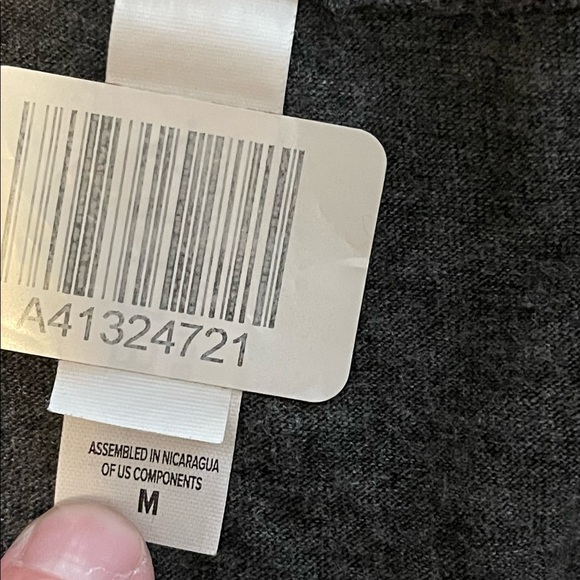 A41324721
ASSEMBLED IN NICARAGUA
OF US COMPONENTS
M